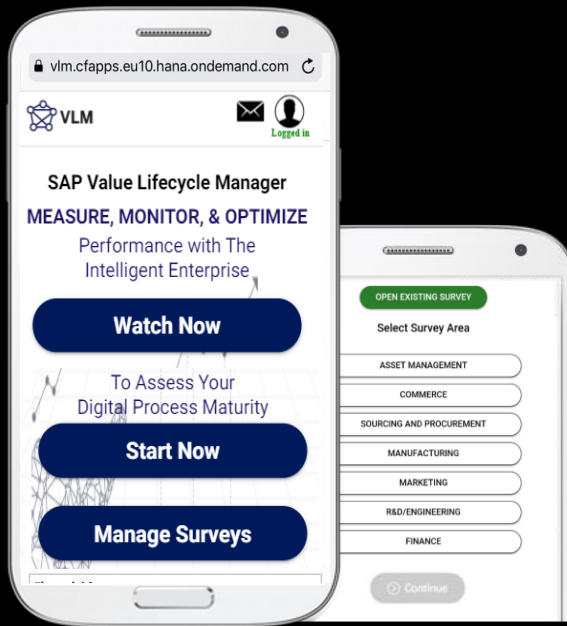 vlm.cfapps.eu10.hana.ondemand.com
VLM
Logged in
SAP Value Lifecycle Manager
MEASURE, MONITOR, & OPTIMIZE
Performance with The
Intelligent Enterprise
Watch Now
To Assess Your
Digital Process Maturity
Start Now
Manage Surveys
OPEN EXISTING SURVEY
Select Survey Area
ASSET MANAGEMENT
COMMERCE
SOURCING AND PROCUREMENT
MANUFACTURING
MARKETING
R&D/ENGINEERING
FINANCE
Continue